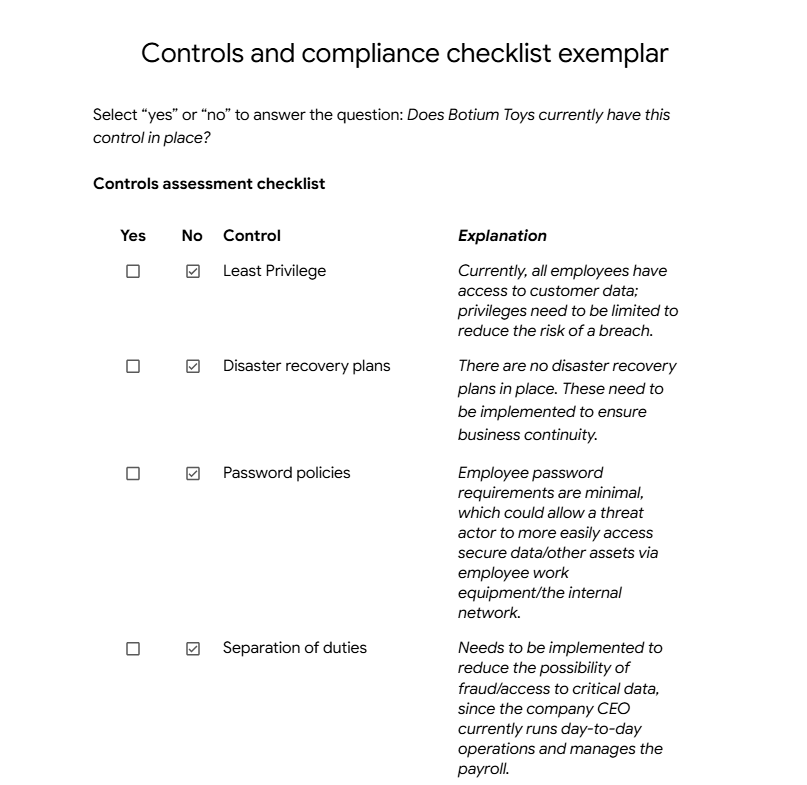 Controls and compliance checklist exemplar
Select “yes” or “no” to answer the question: Does Botium Toys currently have this
control in place?
Controls assessment checklist
Yes No Control Explanation
Least Privilege Currently, all employees have
access to customer data;
privileges need to be limited to
reduce the risk of a breach.
Disaster recovery plans There are no disaster recovery
plans in place. These need to
be implemented to ensure
business continuity.
Password policies Employee password
requirements are minimal,
which could allow a threat
actor to more easily access
secure data/other assets via
employee work
equipment/the internal
network.
Separation of duties Needs to be implemented to
reduce the possibility of
fraud/access to critical data,
since the company CEO
currently runs day-to-day
operations and manages the
payroll.